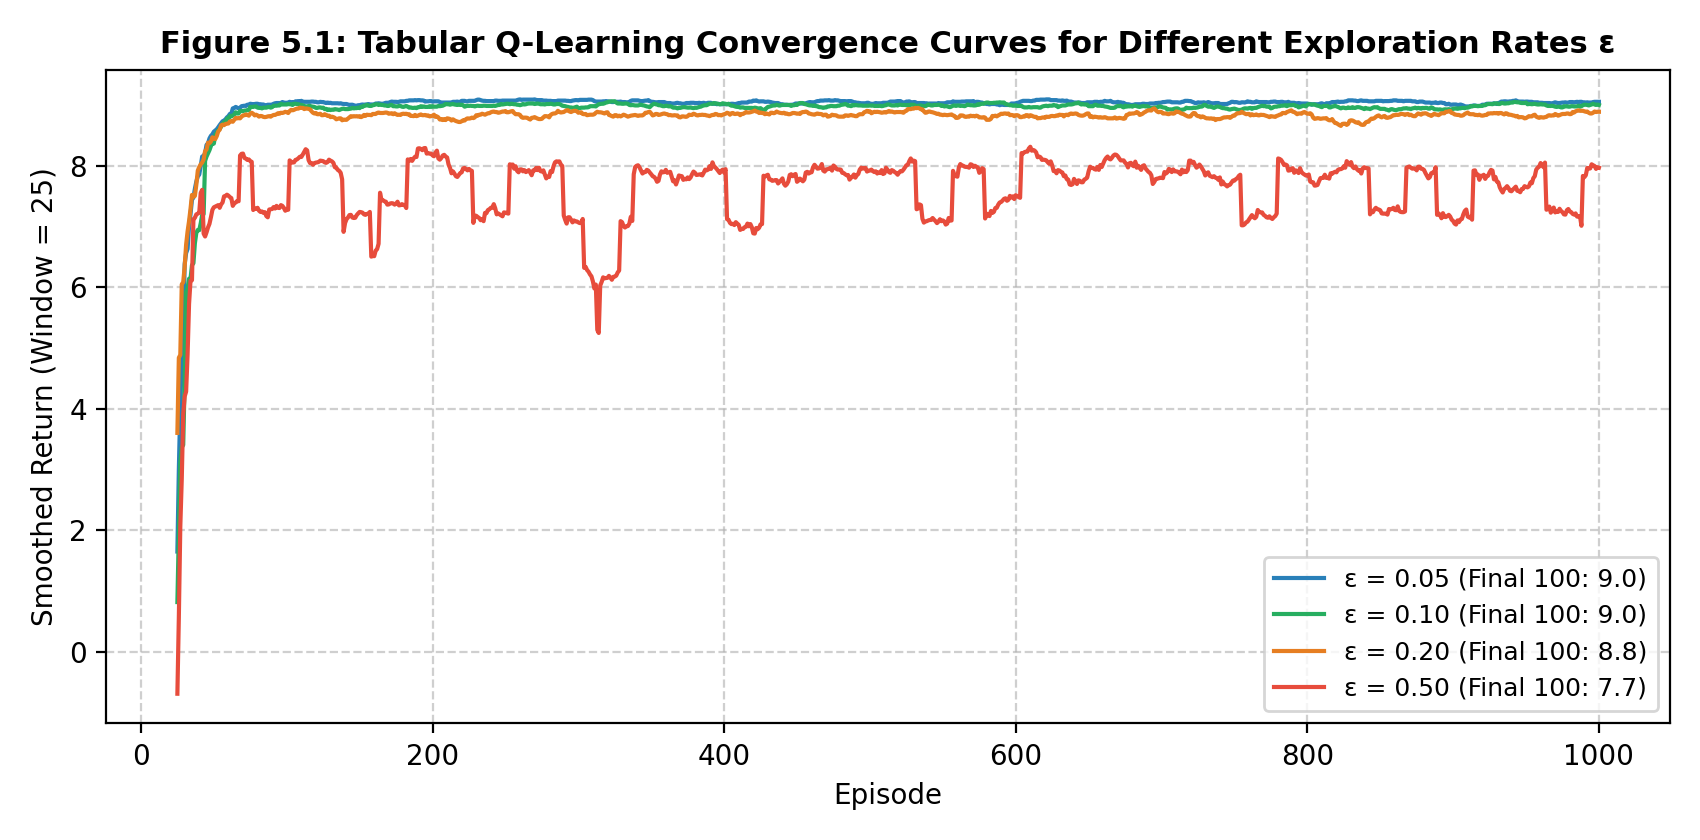 Figure 5.1: Tabular Q-Learning Convergence Curves for Different Exploration Rates ε
Smoothed Return (Window = 25)
8
6
4
2
0
0 200 400 600 800 1000
Episode
ε = 0.05 (Final 100: 9.0)
ε = 0.10 (Final 100: 9.0)
ε = 0.20 (Final 100: 8.8)
ε = 0.50 (Final 100: 7.7)